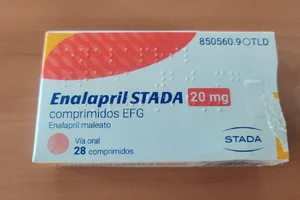 850560.9 TLD
Enalapril STADA 20 mg
comprimidos EFG
Enalapril maleato
Vía oral
28 comprimidos
STADA